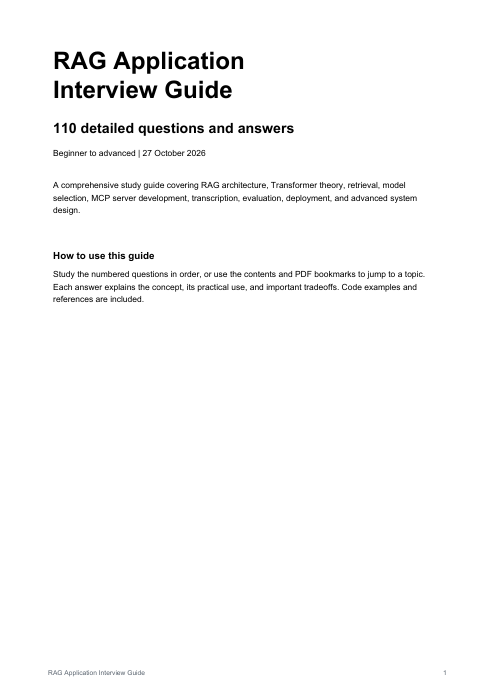 RAG Application
Interview Guide
110 detailed questions and answers
Beginner to advanced | 27 October 2026
A comprehensive study guide covering RAG architecture, Transformer theory, retrieval, model
selection, MCP server development, transcription, evaluation, deployment, and advanced system
design.
How to use this guide
Study the numbered questions in order, or use the contents and PDF bookmarks to jump to a topic.
Each answer explains the concept, its practical use, and important tradeoffs. Code examples and
references are included.
RAG Application Interview Guide 1